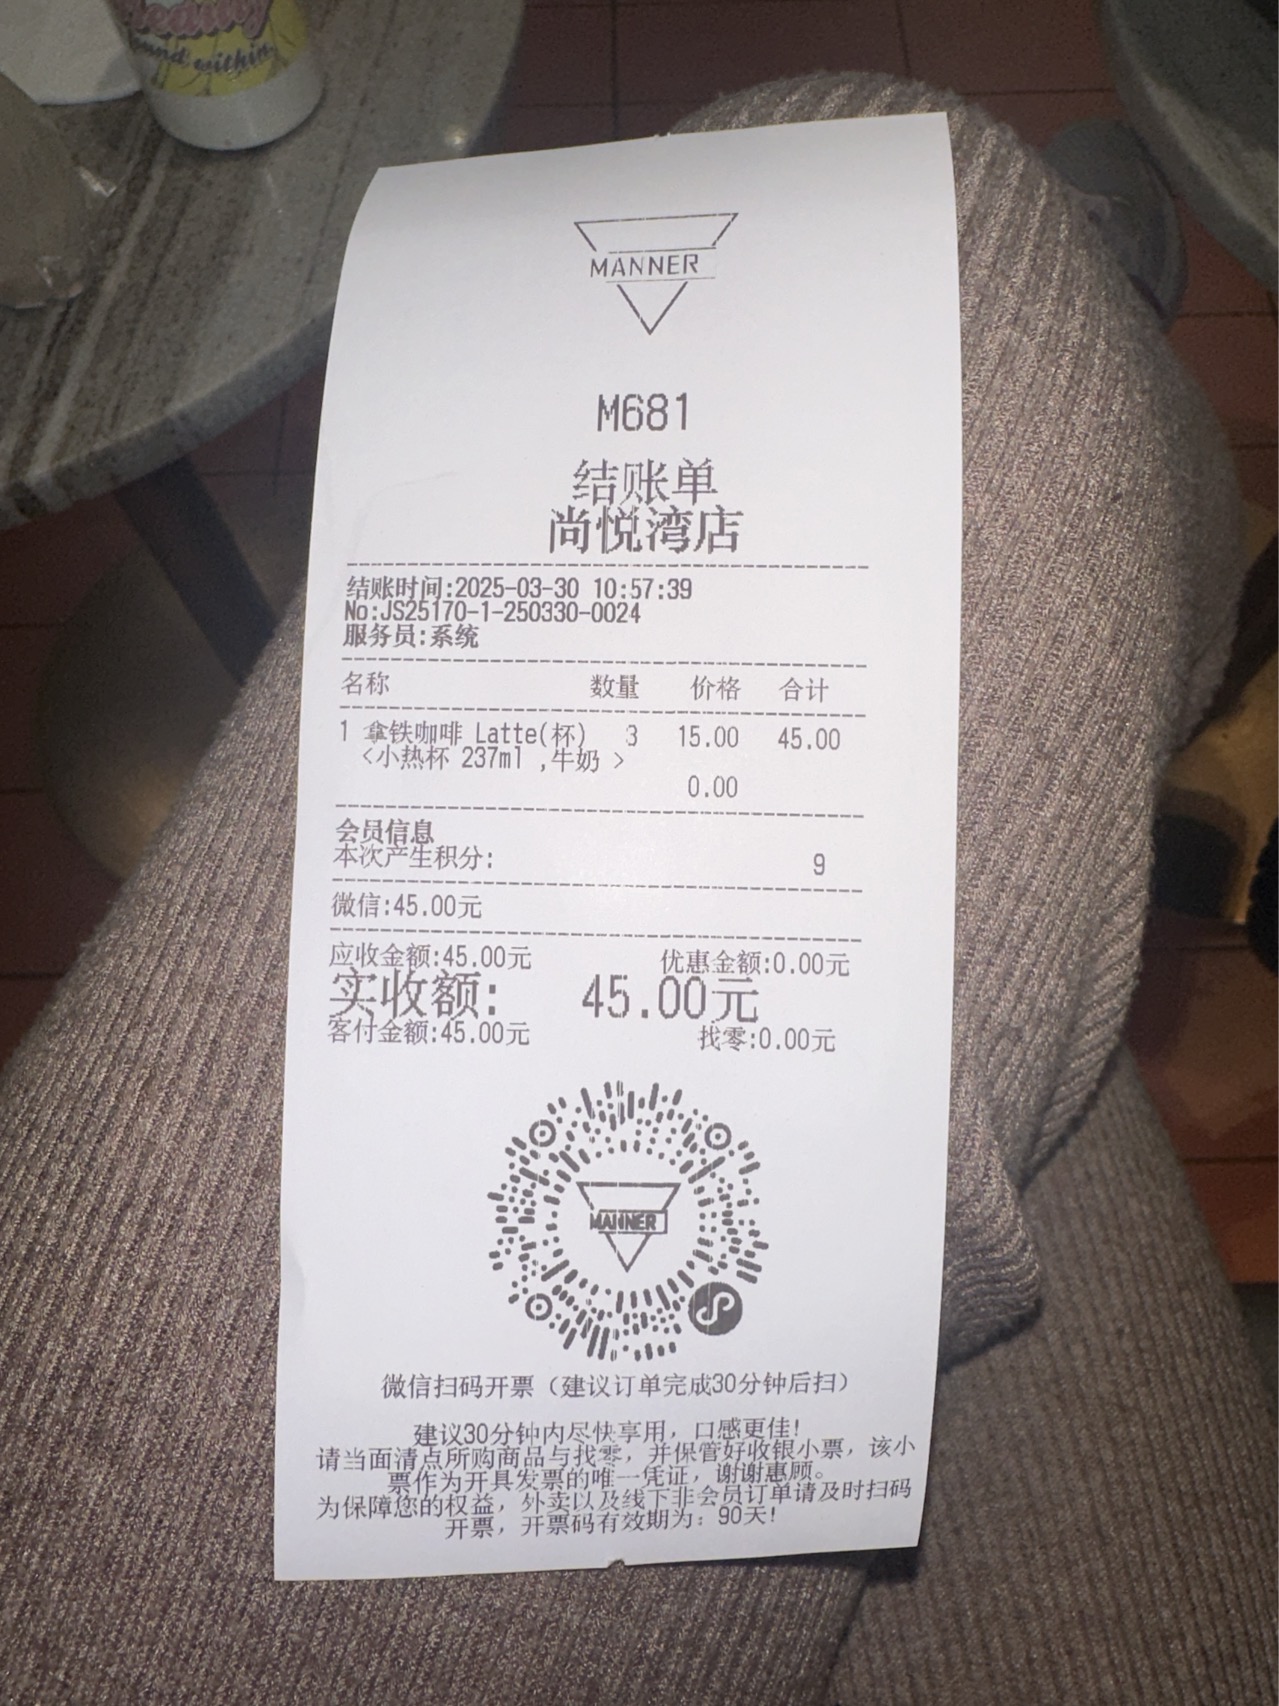 beauty
found within.
MANNER
M681
结账单
尚悦湾店
结账时间:2025-03-30 10:57:39
No:JS25170-1-250330-0024
服务员:系统
名称 数量 价格 合计
1 拿铁咖啡 Latte(杯) 3 15.00 45.00
<小热杯 237ml ,牛奶 >
0.00
会员信息
本次产生积分: 9
微信:45.00元
应收金额:45.00元 优惠金额:0.00元
实收额: 45.00元
客付金额:45.00元 找零:0.00元
MANNER
微信扫码开票（建议订单完成30分钟后扫）
建议30分钟内尽快享用，口感更佳！
请当面清点所购商品与找零，并保管好收银小票，该小
票作为开具发票的唯一凭证，谢谢惠顾。
为保障您的权益，外卖以及线下非会员订单请及时扫码
开票，开票码有效期为：90天！